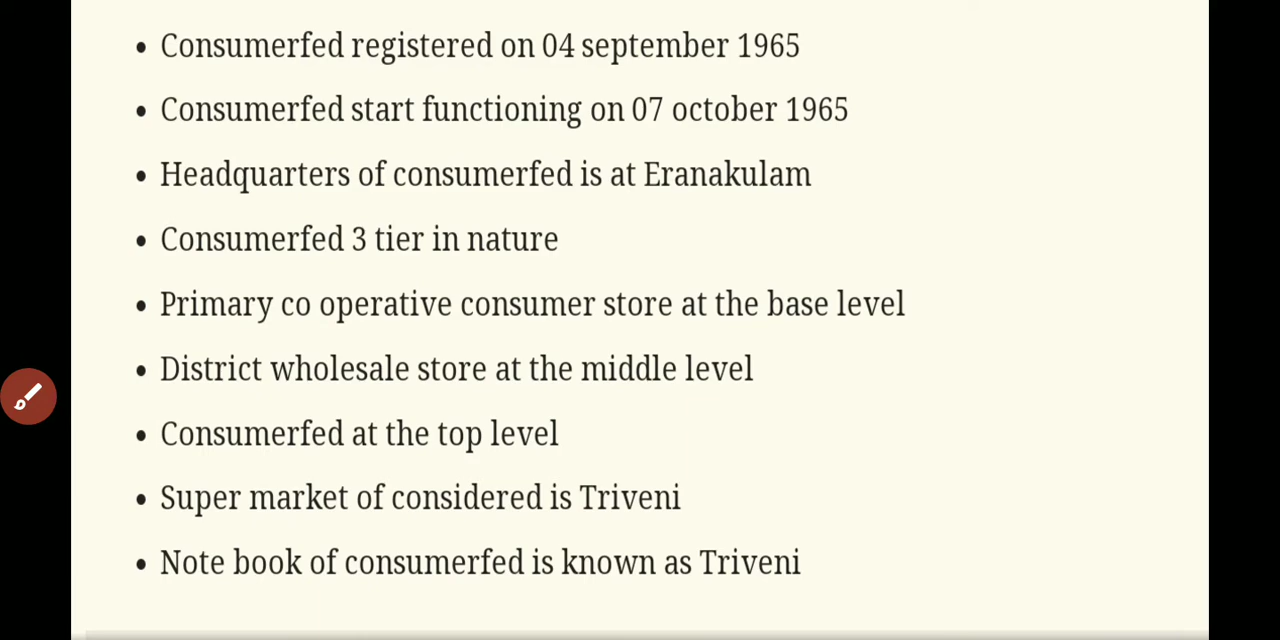 • Consumerfed registered on 04 september 1965
• Consumerfed start functioning on 07 october 1965
• Headquarters of consumerfed is at Eranakulam
• Consumerfed 3 tier in nature
• Primary co operative consumer store at the base level
• District wholesale store at the middle level
• Consumerfed at the top level
• Super market of considered is Triveni
• Note book of consumerfed is known as Triveni